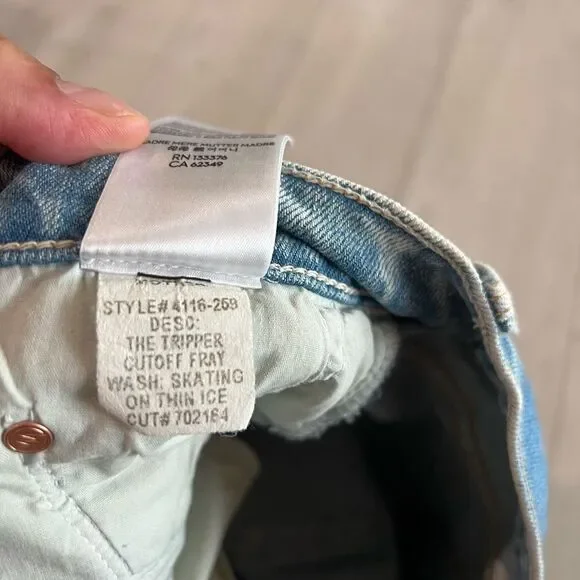 MADRE MERE MUTTER MADRE
RN 133376
CA 62349
STYLE# 4116-259
DESC:
THE TRIPPER
CUTOFF FRAY
WASH: SKATING
ON THIN ICE
CUT# 702164